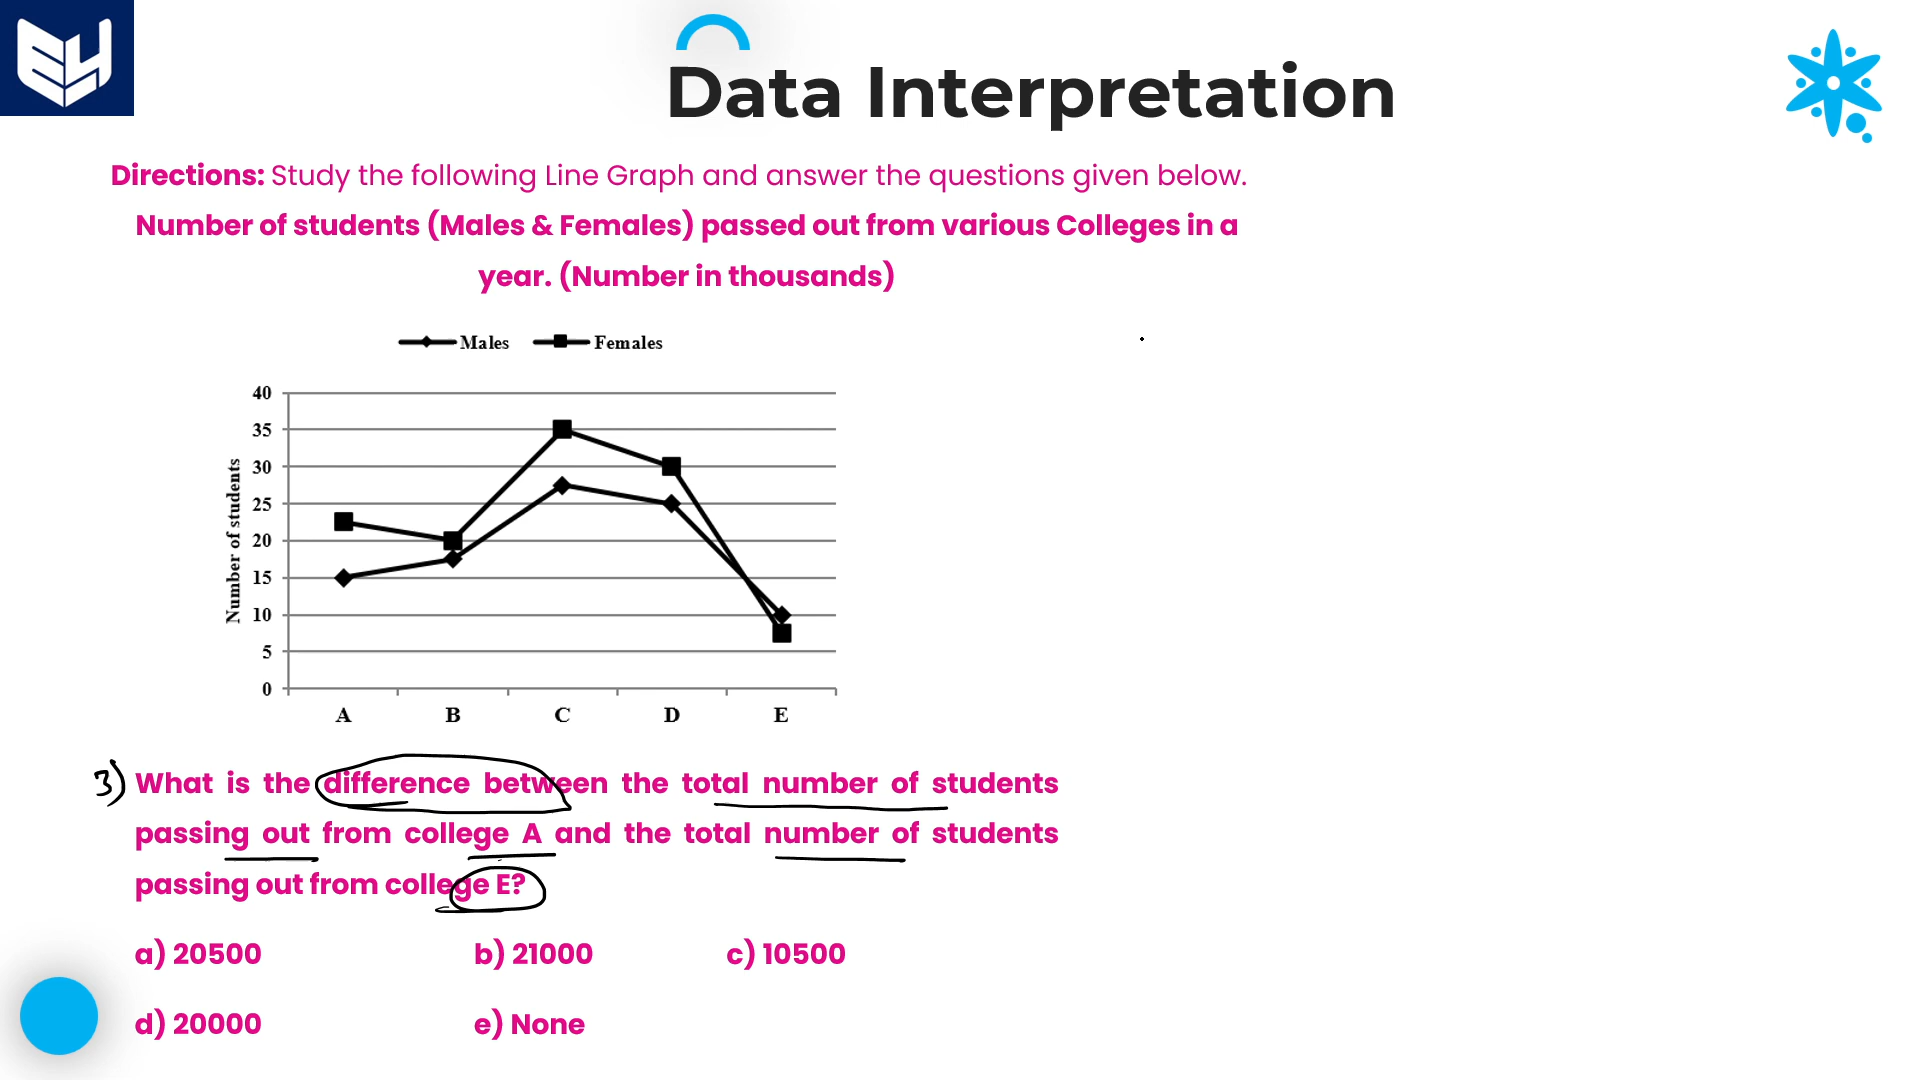 Data Interpretation
Directions: Study the following Line Graph and answer the questions given below.
Number of students (Males & Females) passed out from various Colleges in a
year. (Number in thousands)
Males Females
40
35
30
25
20
15
10
5
0
Number of students
A B C D E
3) What is the difference between the total number of students
passing out from college A and the total number of students
passing out from college E?
a) 20500 b) 21000 c) 10500
d) 20000 e) None